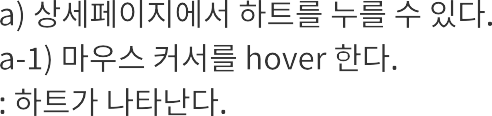 a) 상세페이지에서 하트를 누를 수 있다.
a-1) 마우스 커서를 hover 한다.
: 하트가 나타난다.